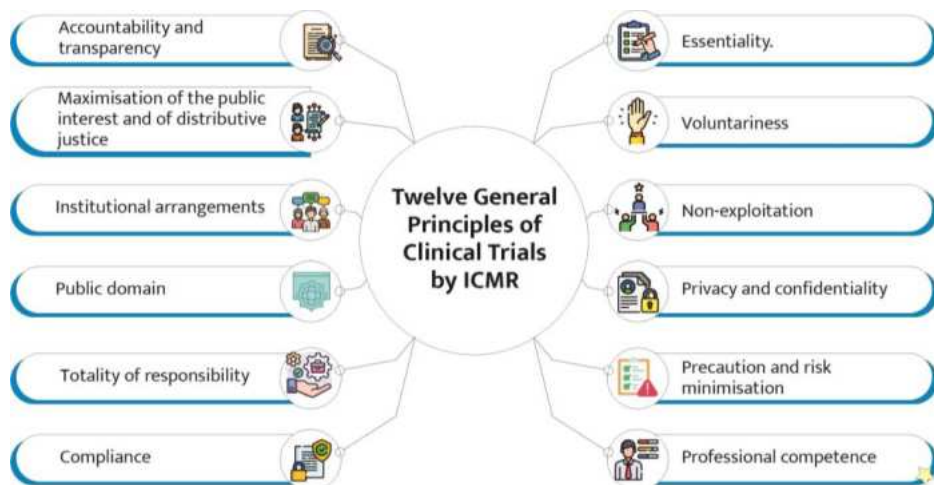 Accountability and
transparency
Maximisation of the public
interest and of distributive
justice
Institutional arrangements
Public domain
Totality of responsibility
Compliance
Twelve General
Principles of
Clinical Trials
by ICMR
Essentiality.
Voluntariness
Non-exploitation
Privacy and confidentiality
Precaution and risk
minimisation
Professional competence